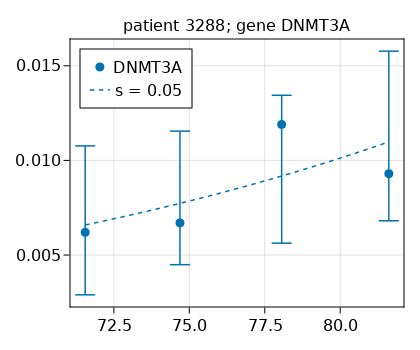 patient 3288; gene DNMT3A
DNMT3A
s = 0.05
0.015
0.010
0.005
72.5 75.0 77.5 80.0